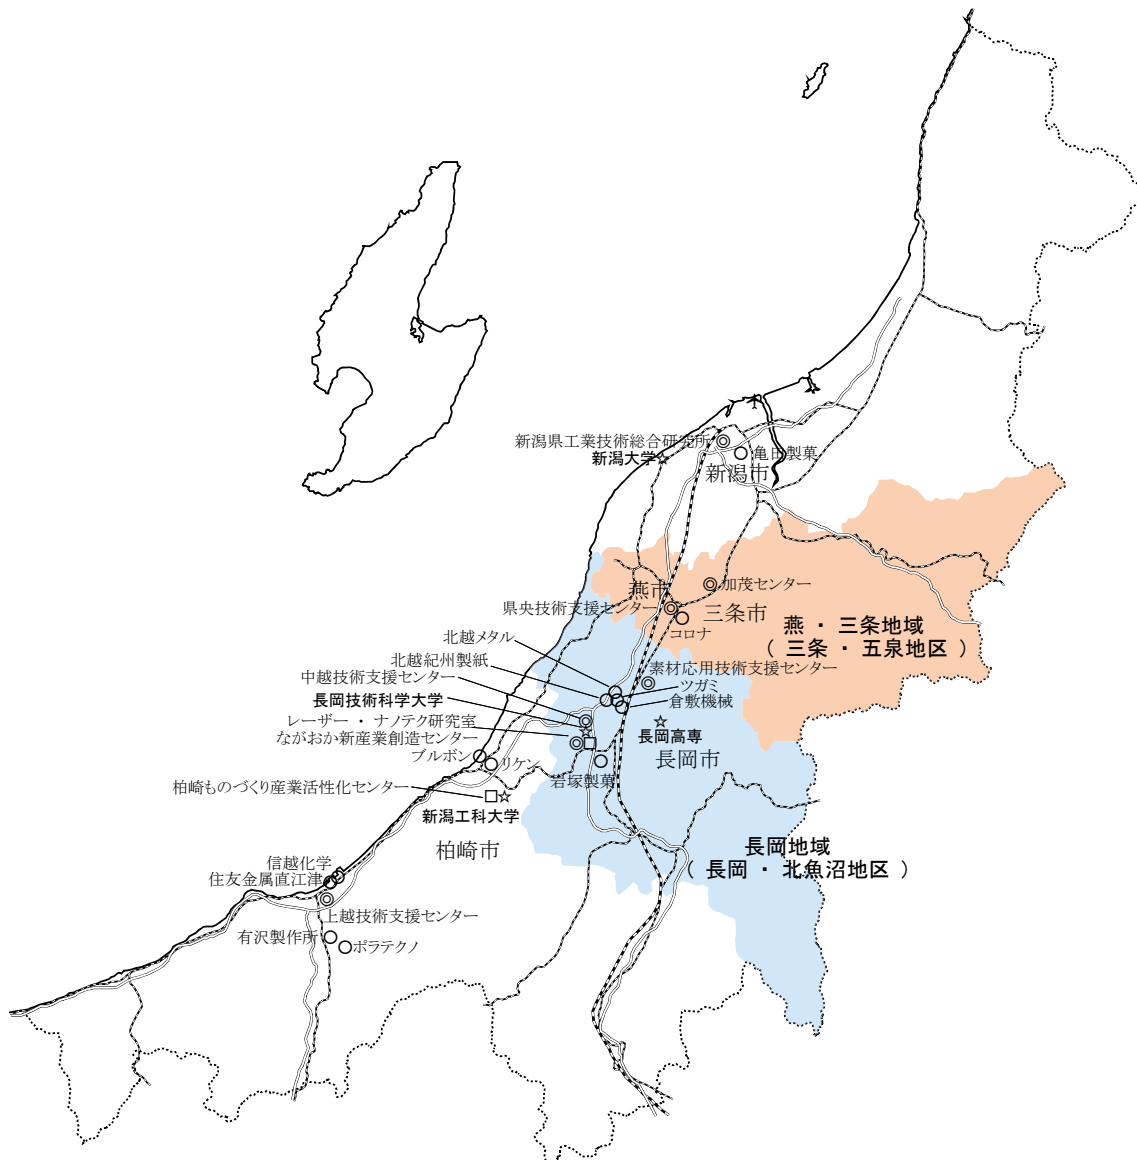 新潟県工業技術総合研究所
亀田製菓
新潟大学
新潟市
加茂センター
燕市
県央技術支援センター
三条市
コロナ
燕 ・ 三条地域
( 三条 ・ 五泉地区 )
北越メタル
北越紀州製紙
素材応用技術支援センター
中越技術支援センター
ツガミ
長岡技術科学大学
倉敷機械
レーザー ・ ナノテク研究室
長岡高専
ながおか新産業創造センター
ブルボン
リケン
長岡市
岩塚製菓
柏崎ものづくり産業活性化センター
新潟工科大学
柏崎市
長岡地域
( 長岡 ・ 北魚沼地区 )
信越化学
住友金属直江津
上越技術支援センター
有沢製作所
ポラテクノ